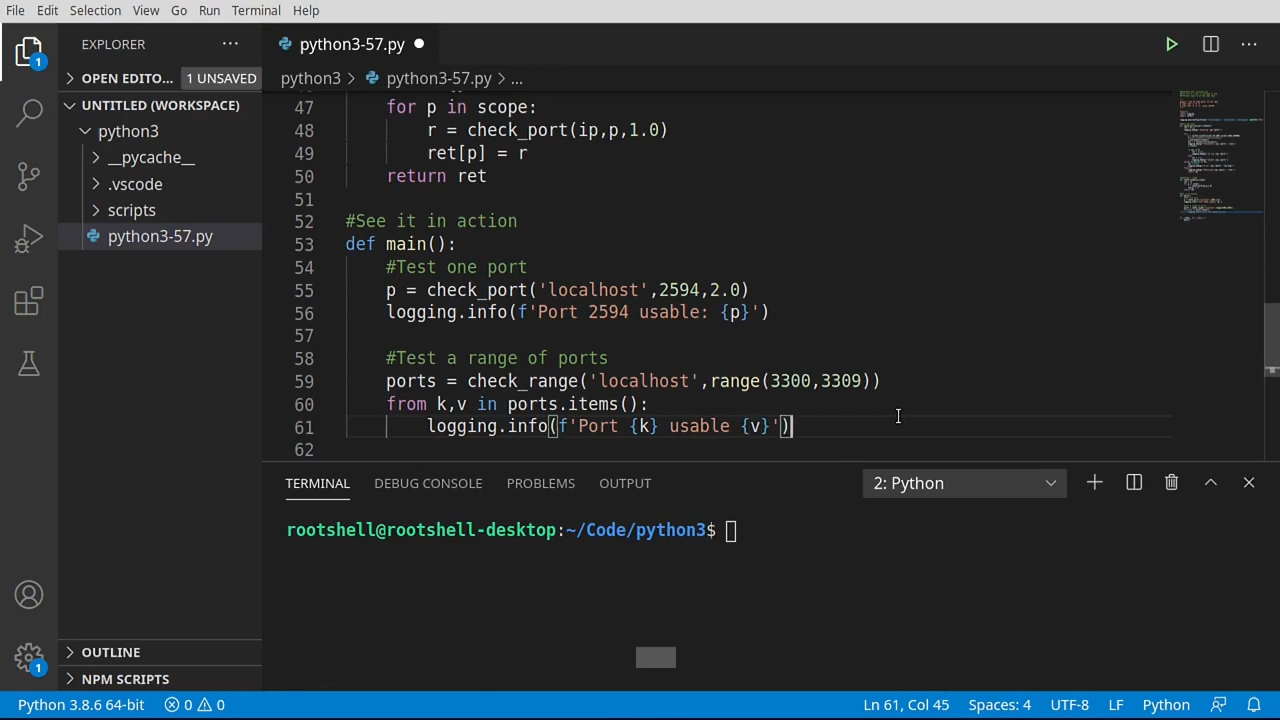 File Edit Selection View Go Run Terminal Help
EXPLORER ···
python3-57.py
1
OPEN EDITO... 1 UNSAVED
python3 > python3-57.py > ...
UNTITLED (WORKSPACE)
python3
__pycache__
.vscode
scripts
python3-57.py
47 for p in scope:
48 r = check_port(ip,p,1.0)
49 ret[p] = r
50 return ret
51
52 #See it in action
53 def main():
54 #Test one port
55 p = check_port('localhost',2594,2.0)
56 logging.info(f'Port 2594 usable: {p}')
57
58 #Test a range of ports
59 ports = check_range('localhost',range(3300,3309))
60 from k,v in ports.items():
61 logging.info(f'Port {k} usable {v}')
62
TERMINAL DEBUG CONSOLE PROBLEMS OUTPUT 2: Python
rootshell@rootshell-desktop:~/Code/python3$
OUTLINE
1
NPM SCRIPTS
Python 3.8.6 64-bit 0 0 Ln 61, Col 45 Spaces: 4 UTF-8 LF Python